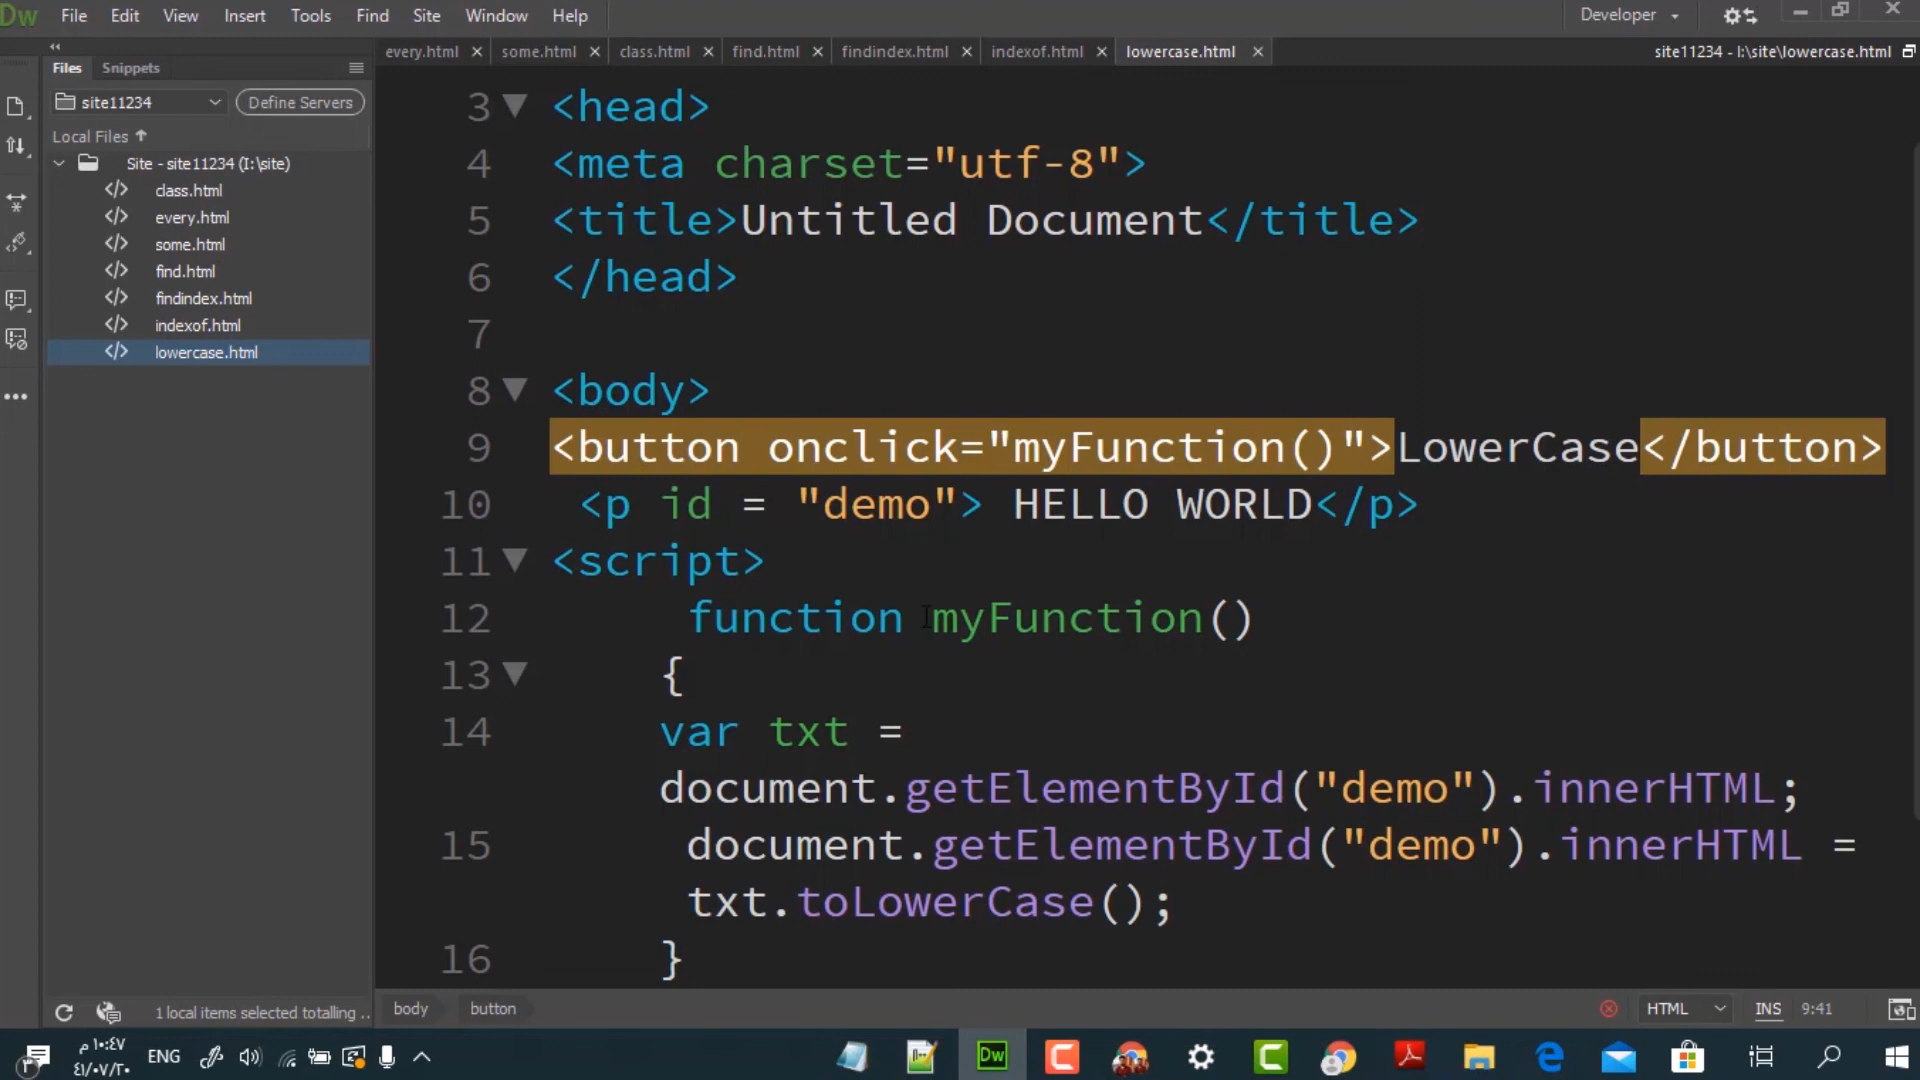 Dw File Edit View Insert Tools Find Site Window Help Developer
every.html some.html class.html find.html findindex.html indexof.html lowercase.html site11234 - I:\site\lowercase.html
Files Snippets
site11234 Define Servers
Local Files
Site - site11234 (I:\site)
class.html
every.html
some.html
find.html
findindex.html
indexof.html
lowercase.html
3 <head>
4 <meta charset="utf-8">
5 <title>Untitled Document</title>
6 </head>
7
8 <body>
9 <button onclick="myFunction()">LowerCase</button>
10 <p id = "demo"> HELLO WORLD</p>
11 <script>
12 function myFunction()
13 {
14 var txt =
document.getElementById("demo").innerHTML;
15 document.getElementById("demo").innerHTML =
txt.toLowerCase();
16 }
1 local items selected totalling ..
body button
HTML INS 9:41
١٠:٤٧ م
ENG
Dw